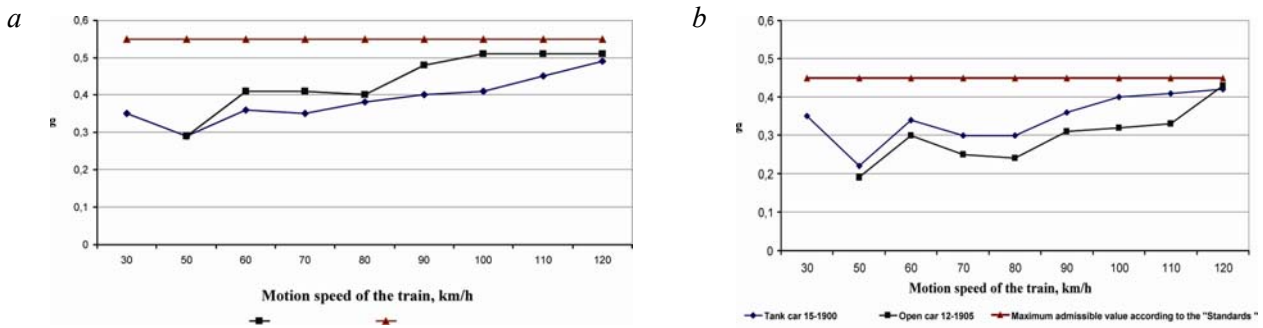 a
0,6
0,5
0,4
0,3
0,2
0,1
0
30 50 60 70 80 90 100 110 120
Motion speed of the train, km/h
b
0,6
0,5
0,4
0,3
0,2
0,1
0
30 50 60 70 80 90 100 110 120
Motion speed of the train, km/h
Tank car 15-1900 Open car 12-1905 Maximum admissible value according to the "Standards "